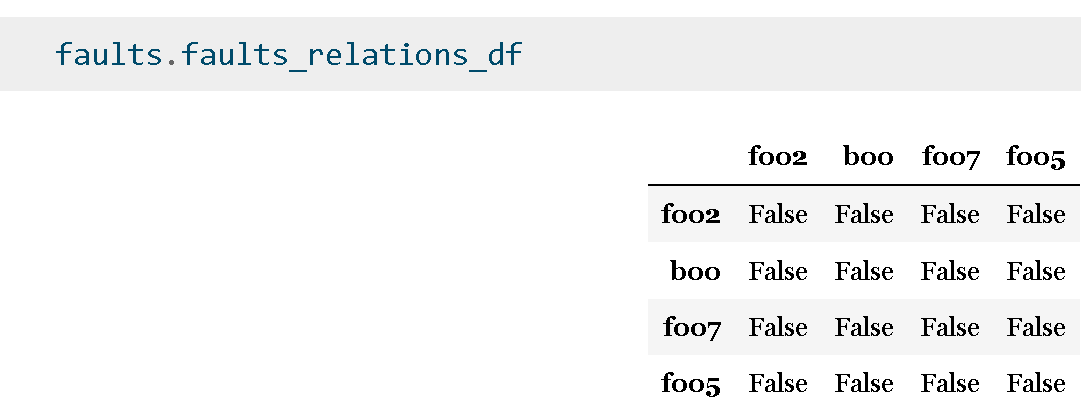 faults.faults_relations_df
foo2 boo foo7 foo5
foo2 False False False False
boo False False False False
foo7 False False False False
foo5 False False False False